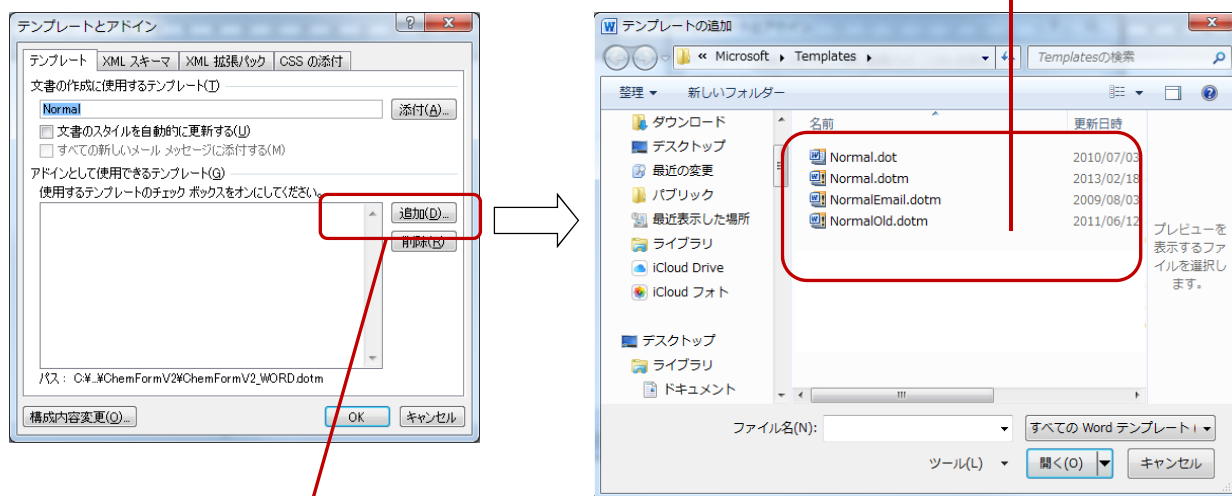 テンプレートとアドイン
テンプレート XML スキーマ XML 拡張パック CSS の添付
文書の作成に使用するテンプレート(T)
Normal 添付(A)...
文書のスタイルを自動的に更新する(U)
すべての新しいメール メッセージに添付する(M)
アドインとして使用できるテンプレート(G)
使用するテンプレートのチェック ボックスをオンにしてください。
追加(D)...
削除(R)
パス: C:¥...¥ChemFormV2¥ChemFormV2_WORD.dotm
構成内容変更(O)... OK キャンセル
テンプレートの追加
« Microsoft ▸ Templates ▸ Templatesの検索
整理 ▼ 新しいフォルダー
名前 更新日時
ダウンロード
デスクトップ
最近の変更
パブリック
最近表示した場所
ライブラリ
iCloud Drive
iCloud フォト
デスクトップ
ライブラリ
ドキュメント
Normal.dot 2010/07/03
Normal.dotm 2013/02/18
NormalEmail.dotm 2009/08/03
NormalOld.dotm 2011/06/12
プレビューを
表示するファ
イルを選択し
ます。
ファイル名(N): すべての Word テンプレート (
ツール(L) 開く(O) キャンセル